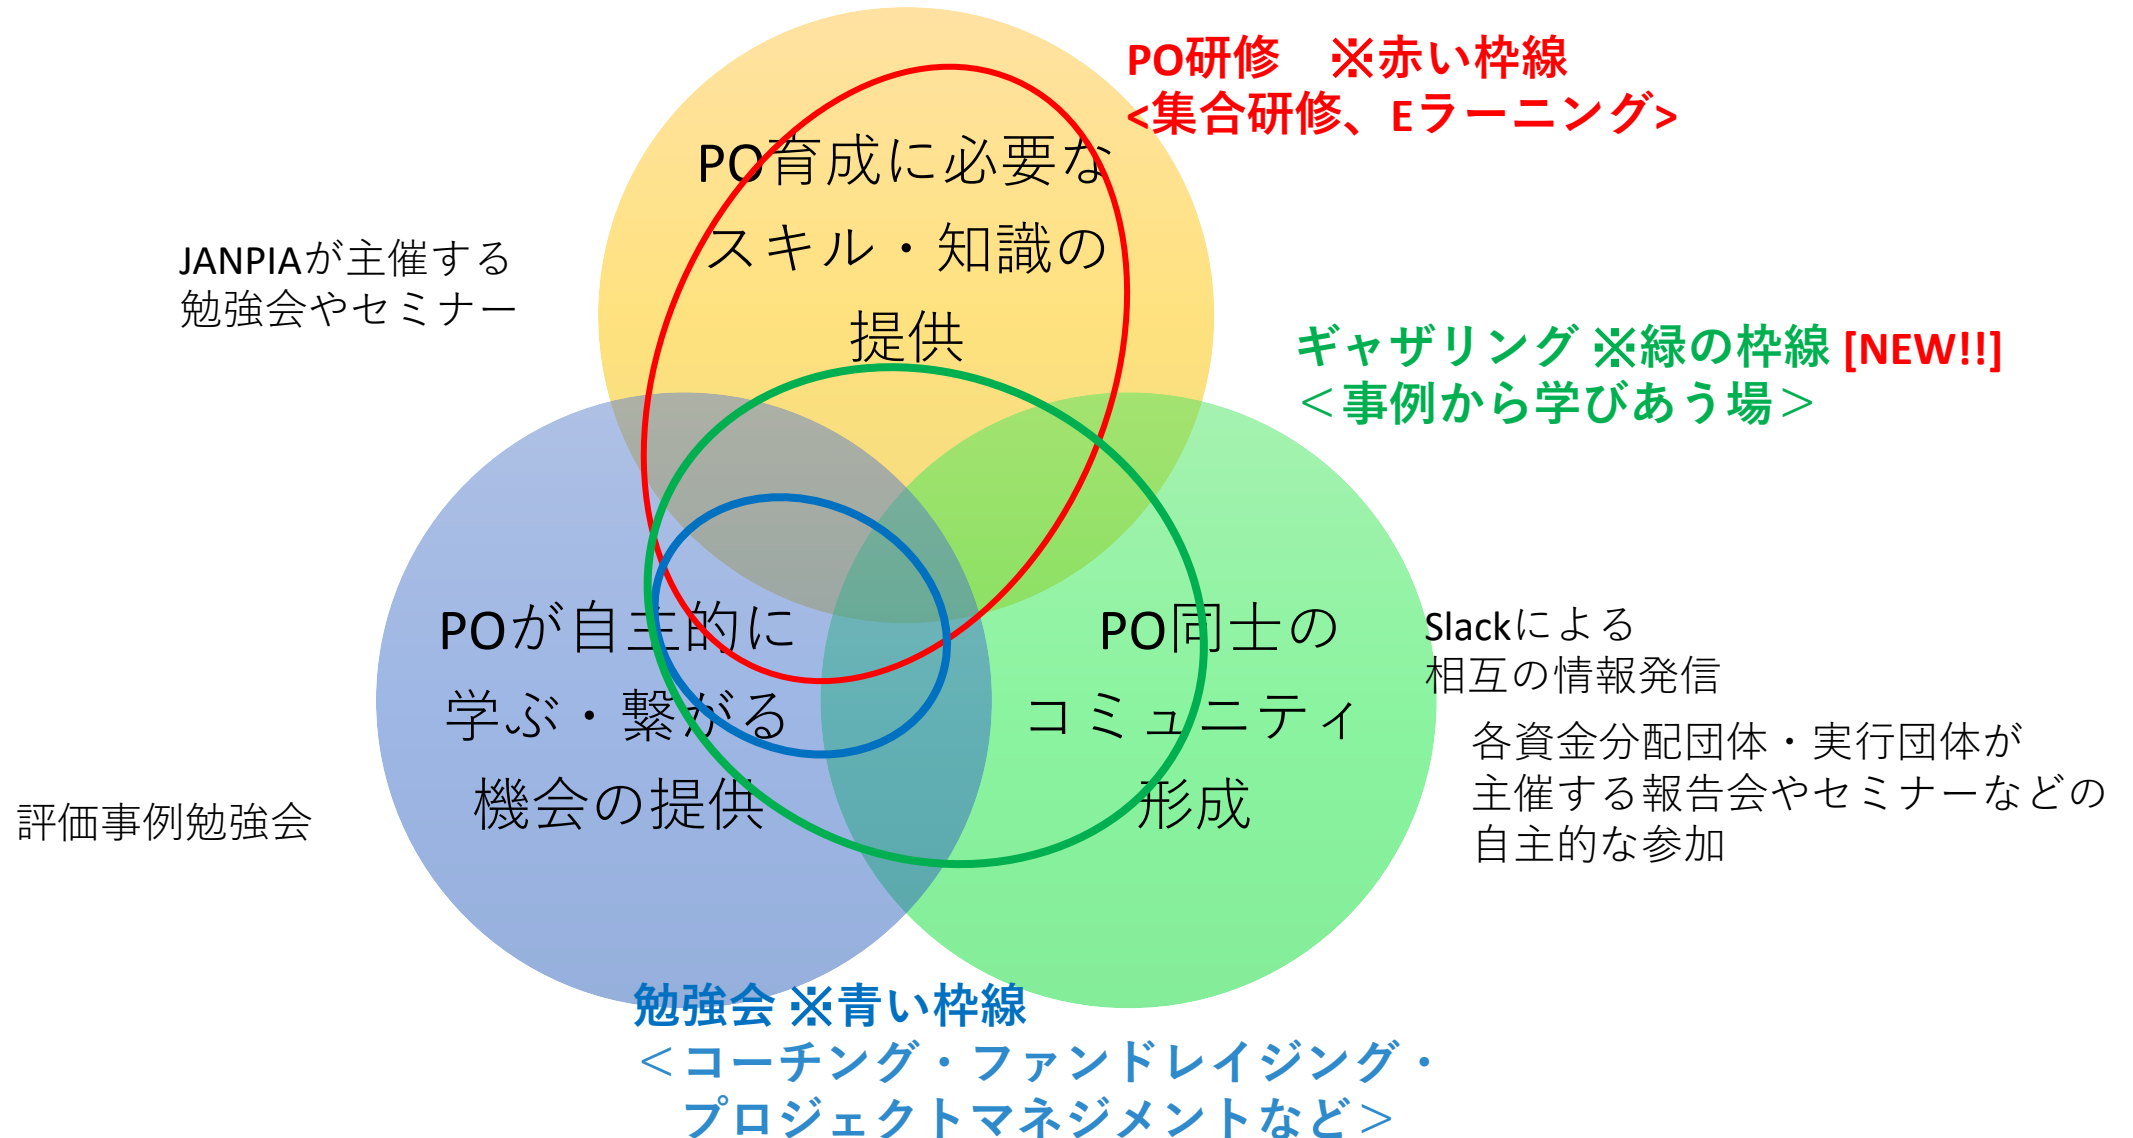 PO研修　※赤い枠線
<集合研修、Eラーニング>
PO育成に必要な
スキル・知識の
提供
JANPIAが主催する
勉強会やセミナー
ギャザリング ※緑の枠線 [NEW!!]
＜事例から学びあう場＞
POが自主的に
学ぶ・繋がる
機会の提供
PO同士の
コミュニティ
形成
Slackによる
相互の情報発信
各資金分配団体・実行団体が
主催する報告会やセミナーなどの
自主的な参加
評価事例勉強会
勉強会 ※青い枠線
＜コーチング・ファンドレイジング・
プロジェクトマネジメントなど＞